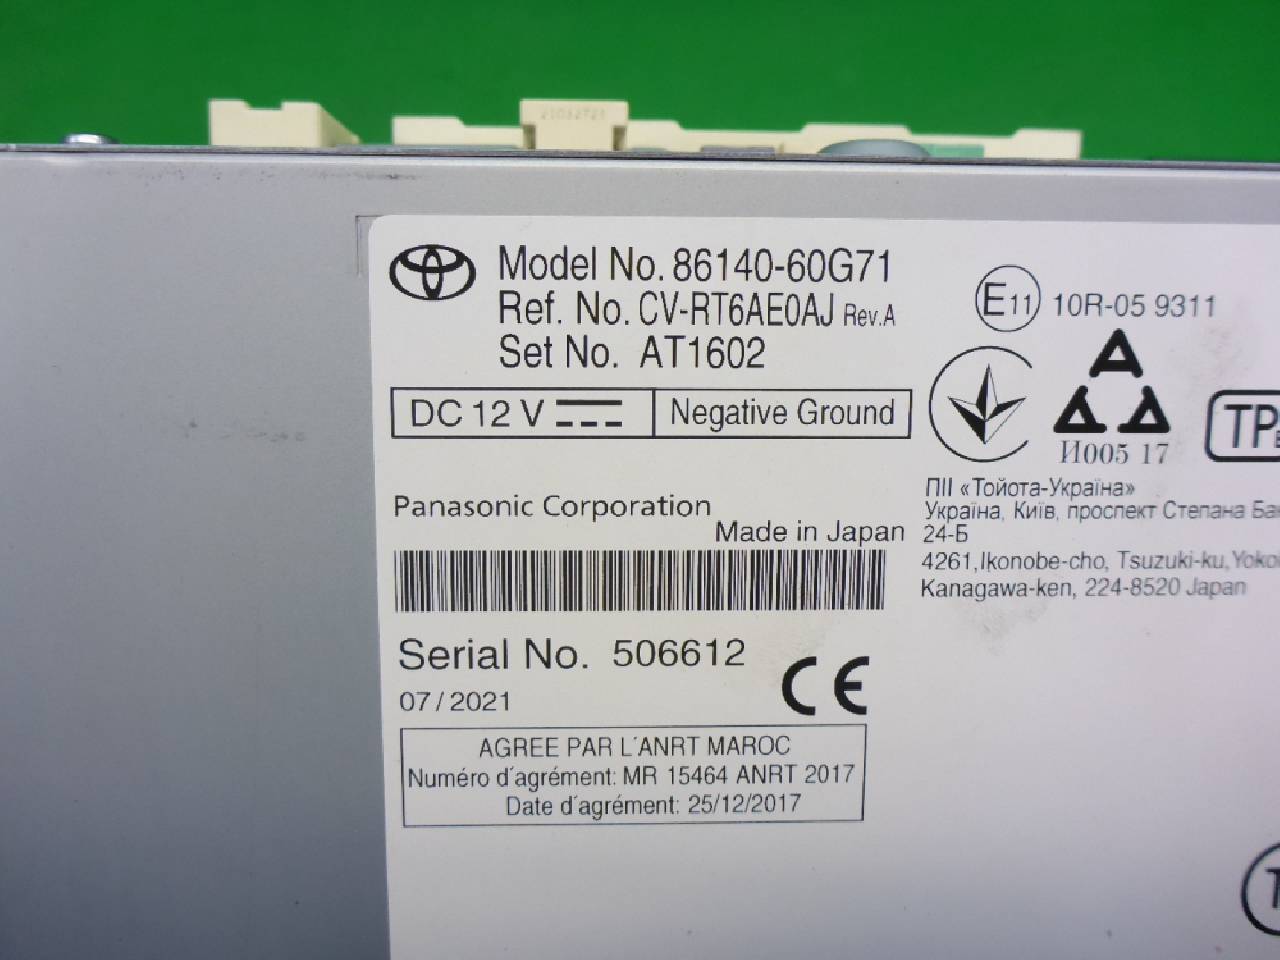 21032721
Model No. 86140-60G71
Ref. No. CV-RT6AE0AJ Rev.A
Set No. AT1602
E11 10R-05 9311
DC 12 V
Negative Ground
И005 17
TP
Panasonic Corporation
Made in Japan
ПІІ «Тойота-Україна»
Україна, Київ, проспект Степана
24-Б
4261,Ikonobe-cho, Tsuzuki-ku,
Kanagawa-ken, 224-8520 Japan
Serial No. 506612
07/2021
CE
AGREE PAR L´ANRT MAROC
Numéro d´agrément: MR 15464 ANRT 2017
Date d´agrément: 25/12/2017